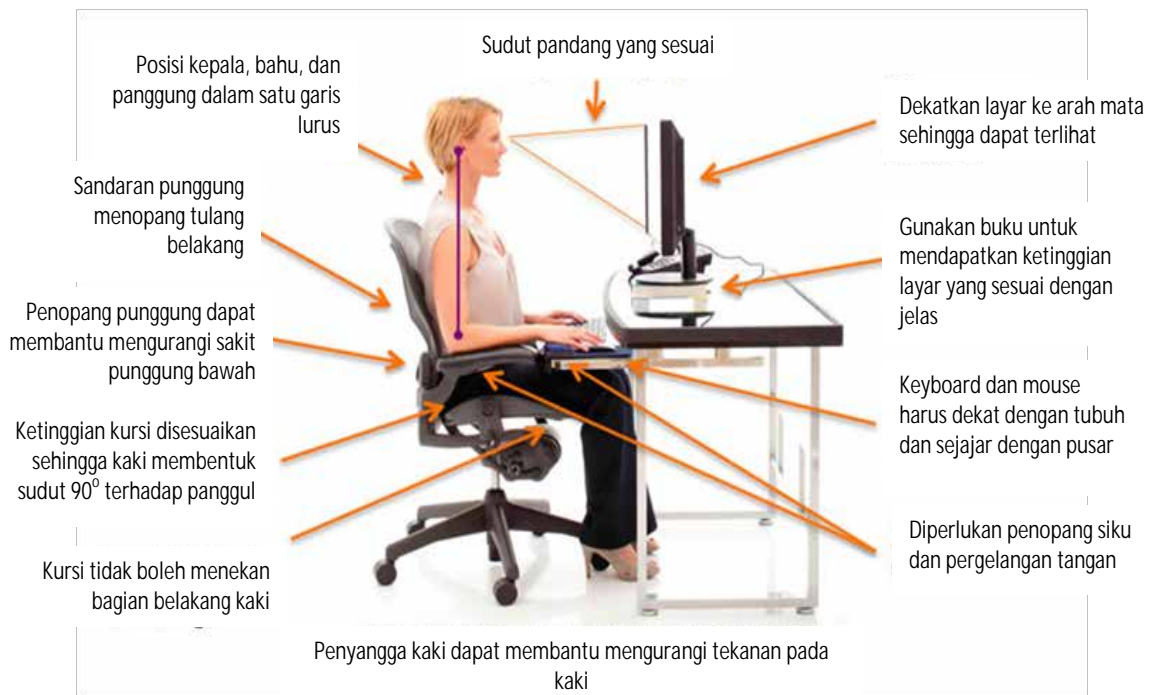 Sudut pandang yang sesuai
Posisi kepala, bahu, dan
panggung dalam satu garis
lurus
Sandaran punggung
menopang tulang
belakang
Penopang punggung dapat
membantu mengurangi sakit
punggung bawah
Ketinggian kursi disesuaikan
sehingga kaki membentuk
sudut 90⁰ terhadap panggul
Kursi tidak boleh menekan
bagian belakang kaki
Dekatkan layar ke arah mata
sehingga dapat terlihat
Gunakan buku untuk
mendapatkan ketinggian
layar yang sesuai dengan
jelas
Keyboard dan mouse
harus dekat dengan tubuh
dan sejajar dengan pusar
Diperlukan penopang siku
dan pergelangan tangan
Penyangga kaki dapat membantu mengurangi tekanan pada
kaki